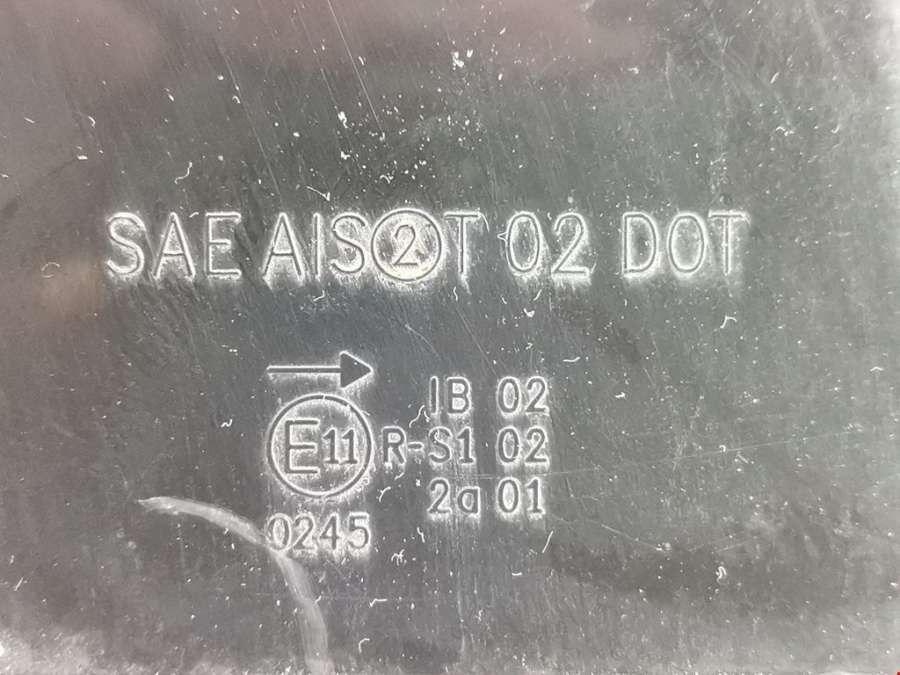 SAE AIS②T 02 DOT
IB 02
E11 R-S1 02
2a 01
0245